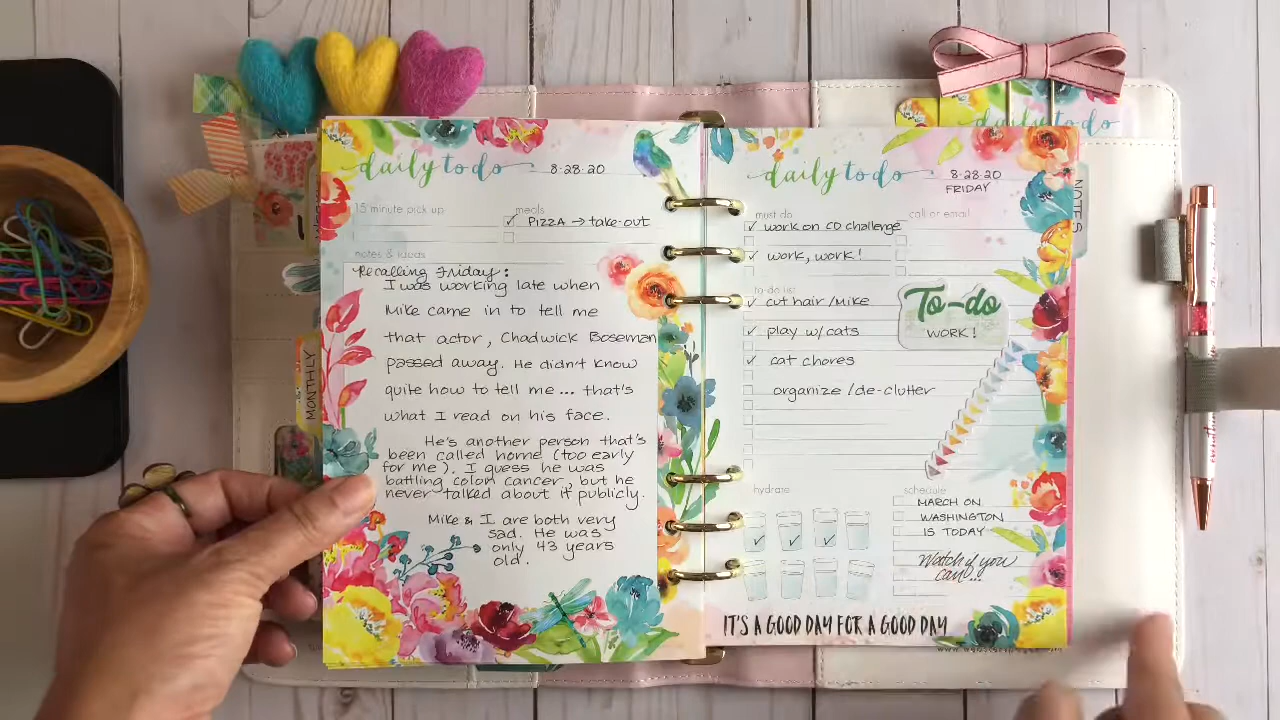 daily to do
8·28·20
15 minute pick up
meals
✓ PIZZA → take-out
notes & ideas
Recalling Friday:
I was working late when
Mike came in to tell me
that actor, Chadwick Boseman
passed away. He didn't know
quite how to tell me... that's
what I read on his face.
He's another person that's
been called home (too early
for me). I guess he was
battling colon cancer, but he
never talked about it publicly.
Mike & I are both very
sad. He was
only 43 years
old.
MONTHLY
daily to do
daily to do
8·28·20
FRIDAY
NOTES
must do
call or email
✓ work on CD challenge
✓ work, work!
to-do list
✓ cut hair/mike
✓ play w/cats
✓ cat chores
organize/de-clutter
To-do
WORK!
hydrate
✓ ✓ ✓
schedule
MARCH ON
WASHINGTON
IS TODAY
Watch if you
can...
IT'S A GOOD DAY FOR A GOOD DAY